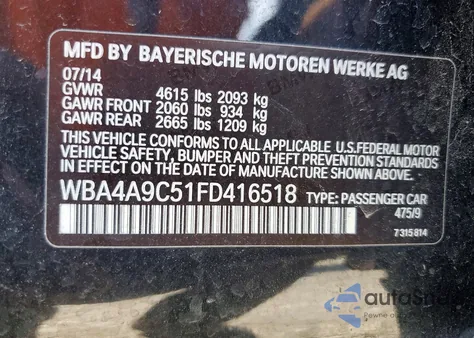 MFD BY BAYERISCHE MOTOREN WERKE AG
07/14
GVWR 4615 lbs 2093 kg
GAWR FRONT 2060 lbs 934 kg
GAWR REAR 2665 lbs 1209 kg
THIS VEHICLE CONFORMS TO ALL APPLICABLE U.S. FEDERAL MOTOR
VEHICLE SAFETY, BUMPER AND THEFT PREVENTION STANDARDS
IN EFFECT ON THE DATE OF MANUFACTURE SHOWN ABOVE.
WBA4A9C51FD416518 TYPE: PASSENGER CAR
475/9
7315814